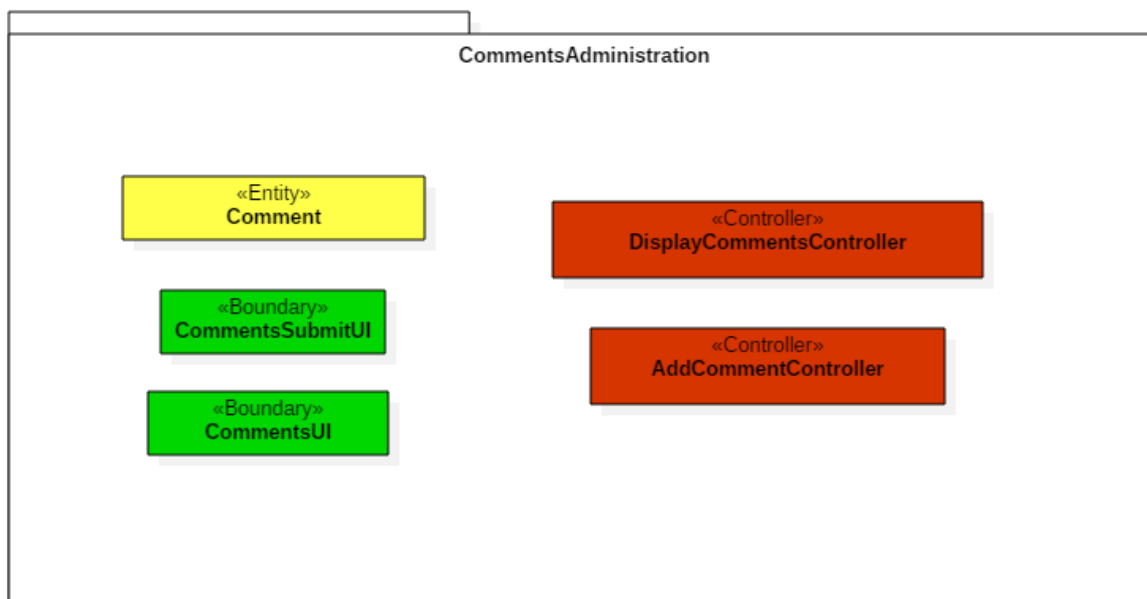 CommentsAdministration
«Entity»
Comment
«Boundary»
CommentsSubmitUI
«Boundary»
CommentsUI
«Controller»
DisplayCommentsController
«Controller»
AddCommentController